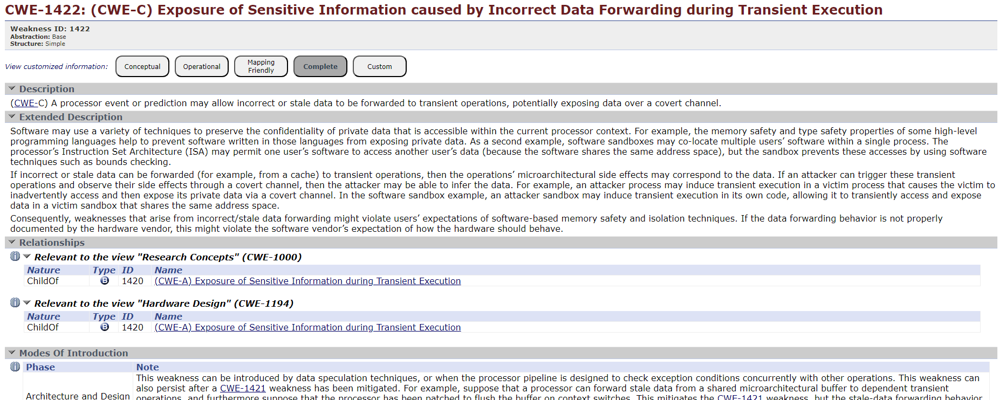 CWE-1422: (CWE-C) Exposure of Sensitive Information caused by Incorrect Data Forwarding during Transient Execution
Weakness ID: 1422
Abstraction: Base
Structure: Simple
View customized information:
Conceptual
Operational
Mapping
Friendly
Complete
Custom
Description
(CWE-C) A processor event or prediction may allow incorrect or stale data to be forwarded to transient operations, potentially exposing data over a covert channel.
Extended Description
Software may use a variety of techniques to preserve the confidentiality of private data that is accessible within the current processor context. For example, the memory safety and type safety properties of some high-level
programming languages help to prevent software written in those languages from exposing private data. As a second example, software sandboxes may co-locate multiple users’ software within a single process. The
processor’s Instruction Set Architecture (ISA) may permit one user’s software to access another user’s data (because the software shares the same address space), but the sandbox prevents these accesses by using software
techniques such as bounds checking.
If incorrect or stale data can be forwarded (for example, from a cache) to transient operations, then the operations’ microarchitectural side effects may correspond to the data. If an attacker can trigger these transient
operations and observe their side effects through a covert channel, then the attacker may be able to infer the data. For example, an attacker process may induce transient execution in a victim process that causes the victim to
inadvertently access and then expose its private data via a covert channel. In the software sandbox example, an attacker sandbox may induce transient execution in its own code, allowing it to transiently access and expose
data in a victim sandbox that shares the same address space.
Consequently, weaknesses that arise from incorrect/stale data forwarding might violate users’ expectations of software-based memory safety and isolation techniques. If the data forwarding behavior is not properly
documented by the hardware vendor, this might violate the software vendor’s expectation of how the hardware should behave.
Relationships
Relevant to the view "Research Concepts" (CWE-1000)
Nature Type ID Name
ChildOf B 1420 (CWE-A) Exposure of Sensitive Information during Transient Execution
Relevant to the view "Hardware Design" (CWE-1194)
Nature Type ID Name
ChildOf B 1420 (CWE-A) Exposure of Sensitive Information during Transient Execution
Modes Of Introduction
Phase Note
This weakness can be introduced by data speculation techniques, or when the processor pipeline is designed to check exception conditions concurrently with other operations. This weakness can
also persist after a CWE-1421 weakness has been mitigated. For example, suppose that a processor can forward stale data from a shared microarchitectural buffer to dependent transient
Architecture and Design operations, and furthermore suppose that the processor has been patched to flush the buffer on context switches. This mitigates the CWE-1421 weakness, but the stale-data forwarding behavior